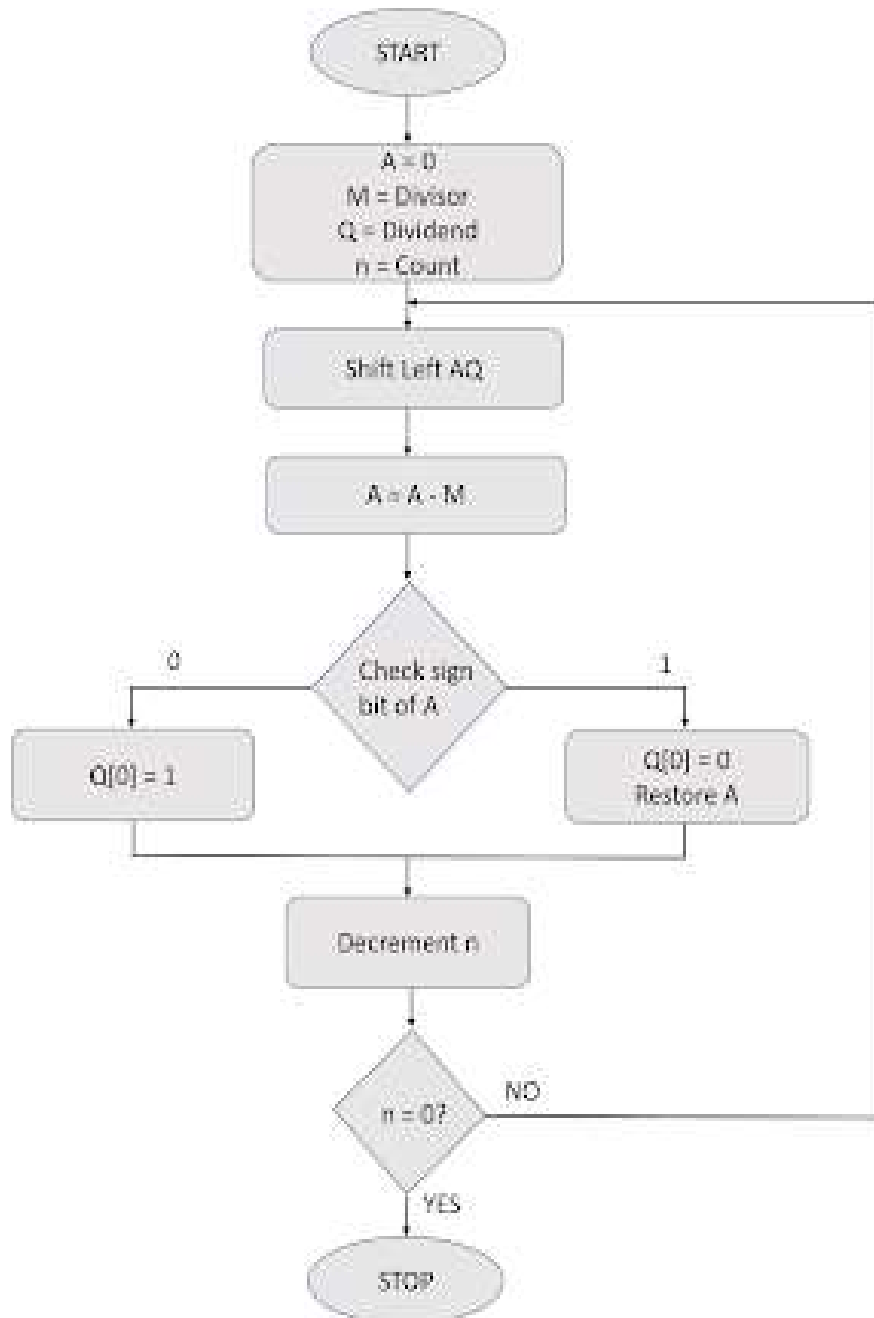 START
A = 0
M = Divisor
Q = Dividend
n = Count
Shift Left AQ
A = A - M
Check sign
bit of A
0
1
Q[0] = 1
Q[0] = 0
Restore A
Decrement n
n = 0?
NO
YES
STOP